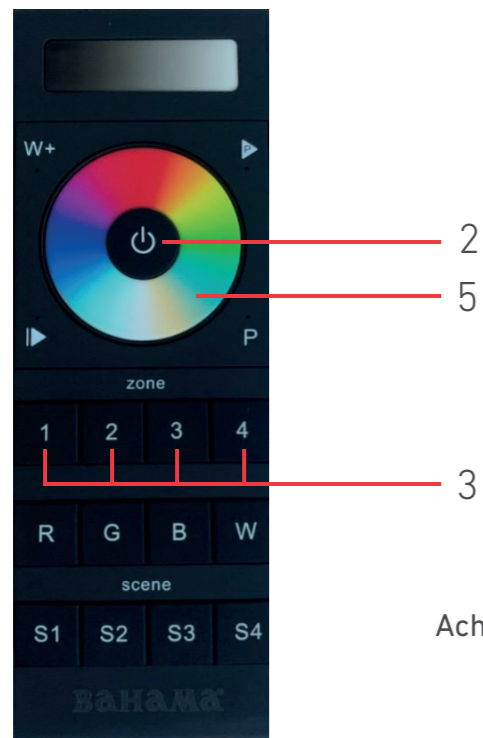 W+ P
2
5
P
zone
1 2 3 4
3
R G B W
scene
S1 S2 S3 S4
Ach
BAHAMA